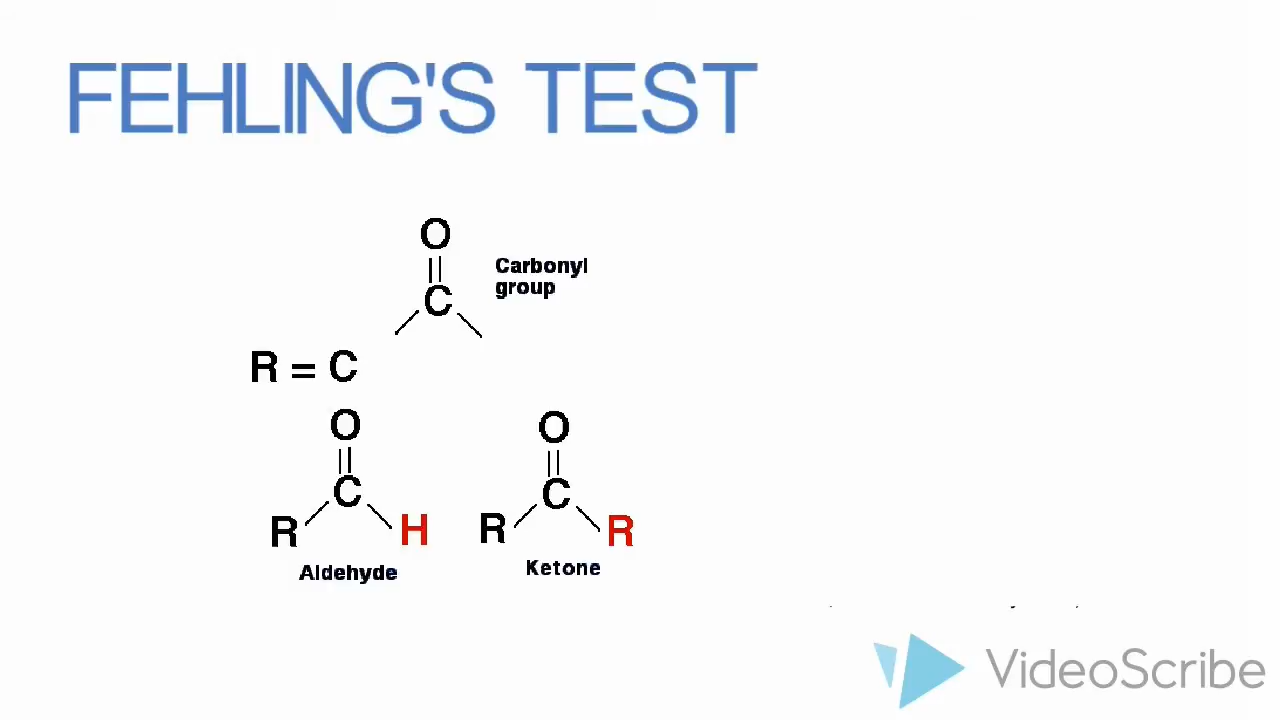 FEHLING'S TEST
O
Carbonyl
group
C
R = C
O
O
C
C
R
H
R
R
Aldehyde
Ketone
VideoScribe